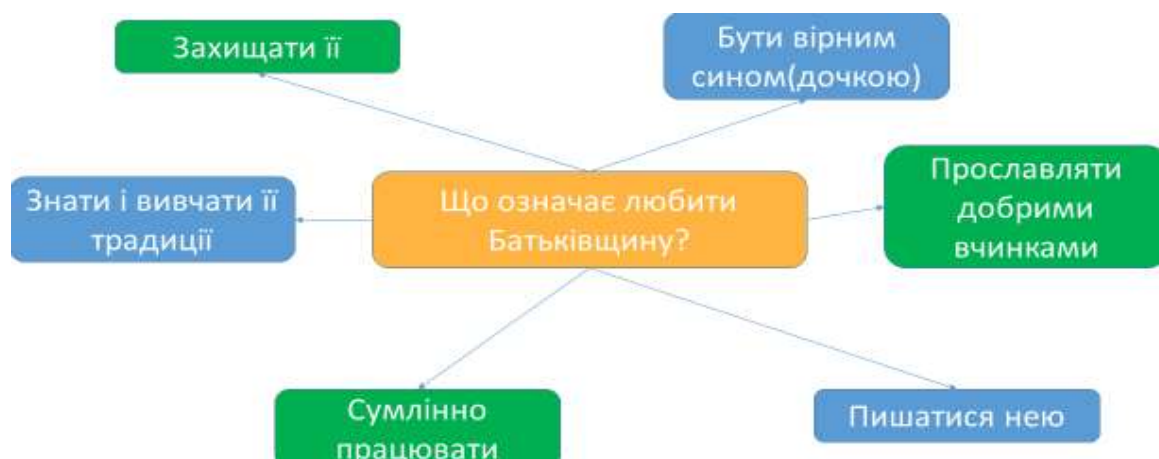 Захищати її
Бути вірним
сином(дочкою)
Знати і вивчати її
традиції
Що означає любити
Батьківщину?
Прославляти
добрими
вчинками
Сумлінно
працювати
Пишатися нею